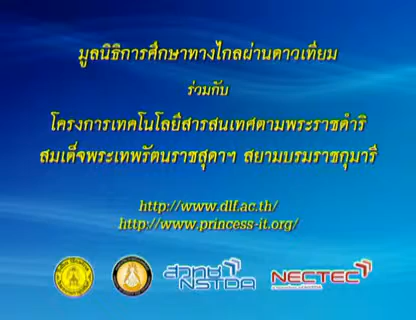 มูลนิธิการศึกษาทางไกลผ่านดาวเทียม
ร่วมกับ
โครงการเทคโนโลยีสารสนเทศตามพระราชดำริ
สมเด็จพระเทพรัตนราชสุดาฯ สยามบรมราชกุมารี
http://www.dlf.ac.th/
http://www.princess-it.org/
สวทช
NSTDA
NECTEC